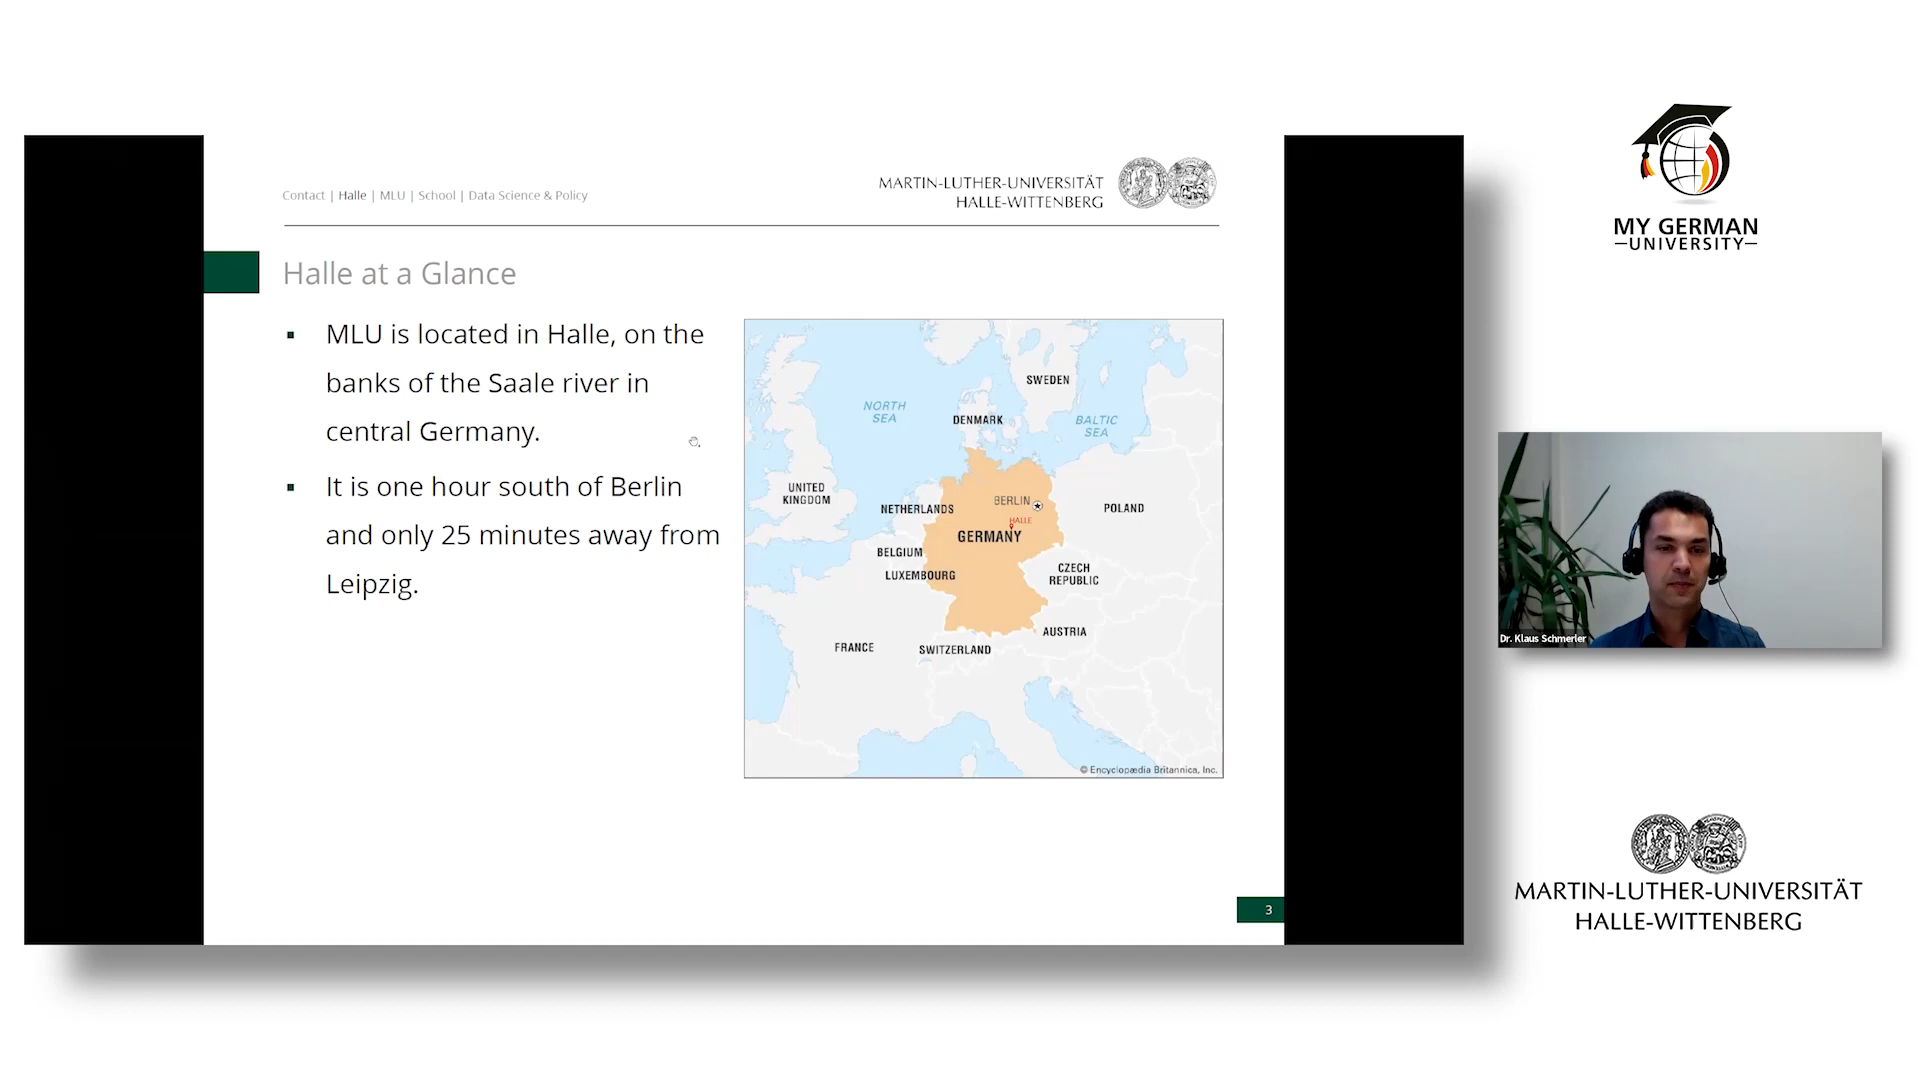 Contact | Halle | MLU | School | Data Science & Policy
MARTIN-LUTHER-UNIVERSITÄT
HALLE-WITTENBERG
Halle at a Glance
▪ MLU is located in Halle, on the
banks of the Saale river in
central Germany.
▪ It is one hour south of Berlin
and only 25 minutes away from
Leipzig.
SWEDEN
NORTH
SEA
DENMARK
BALTIC
SEA
UNITED
KINGDOM
NETHERLANDS
BERLIN
POLAND
HALLE
GERMANY
BELGIUM
LUXEMBOURG
CZECH
REPUBLIC
AUSTRIA
FRANCE
SWITZERLAND
© Encyclopædia Britannica, Inc.
3
MY GERMAN
UNIVERSITY
Dr. Klaus Schmerler
MARTIN-LUTHER-UNIVERSITÄT
HALLE-WITTENBERG